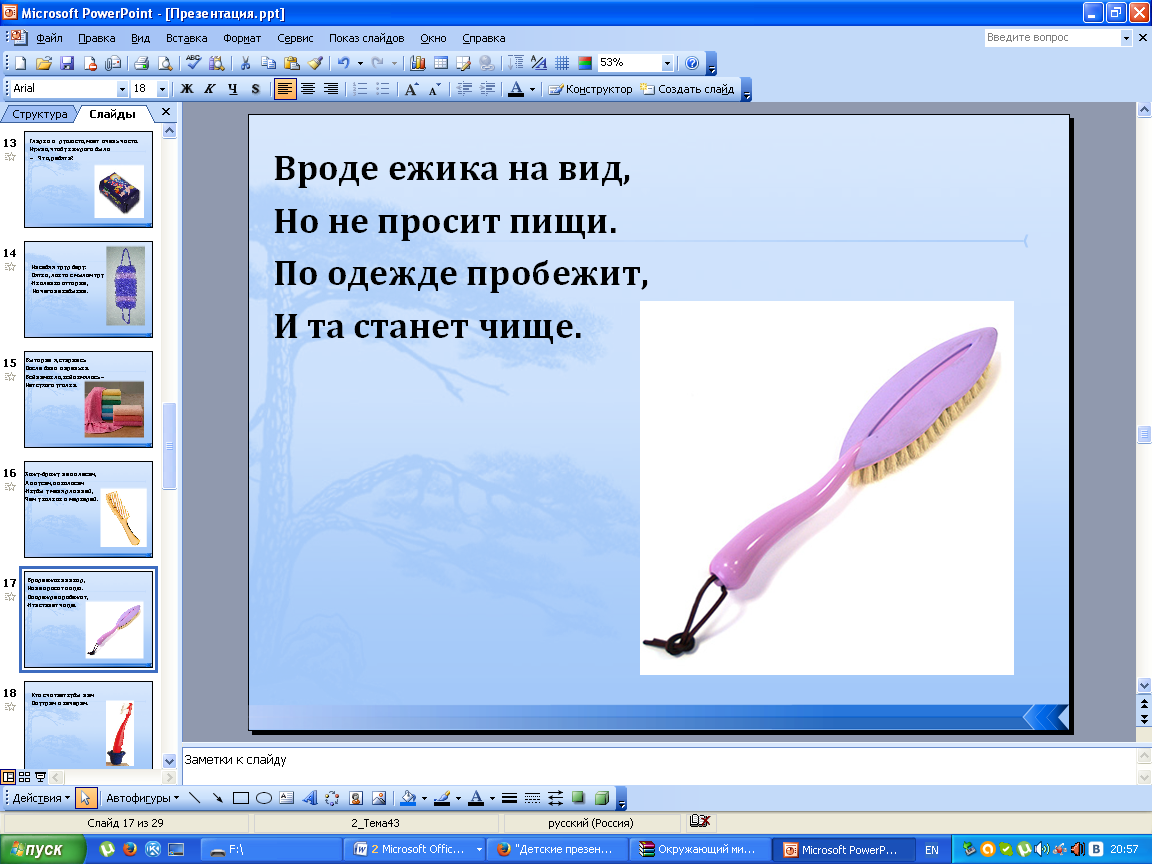 Microsoft PowerPoint - [Презентация.ppt]
Файл Правка Вид Вставка Формат Сервис Показ слайдов Окно Справка Введите вопрос
53%
Arial 18 Ж К Ч S Конструктор Создать слайд
Структура Слайды
13
14
15
16
17
18
Вроде ежика на вид,
Но не просит пищи.
По одежде пробежит,
И та станет чище.
Заметки к слайду
Действия Автофигуры
Слайд 17 из 29 2_Тема43 русский (Россия)
пуск F:\ 2 Microsoft Offic... "Детские презен... Окружающий ми... Microsoft PowerP... EN 20:57